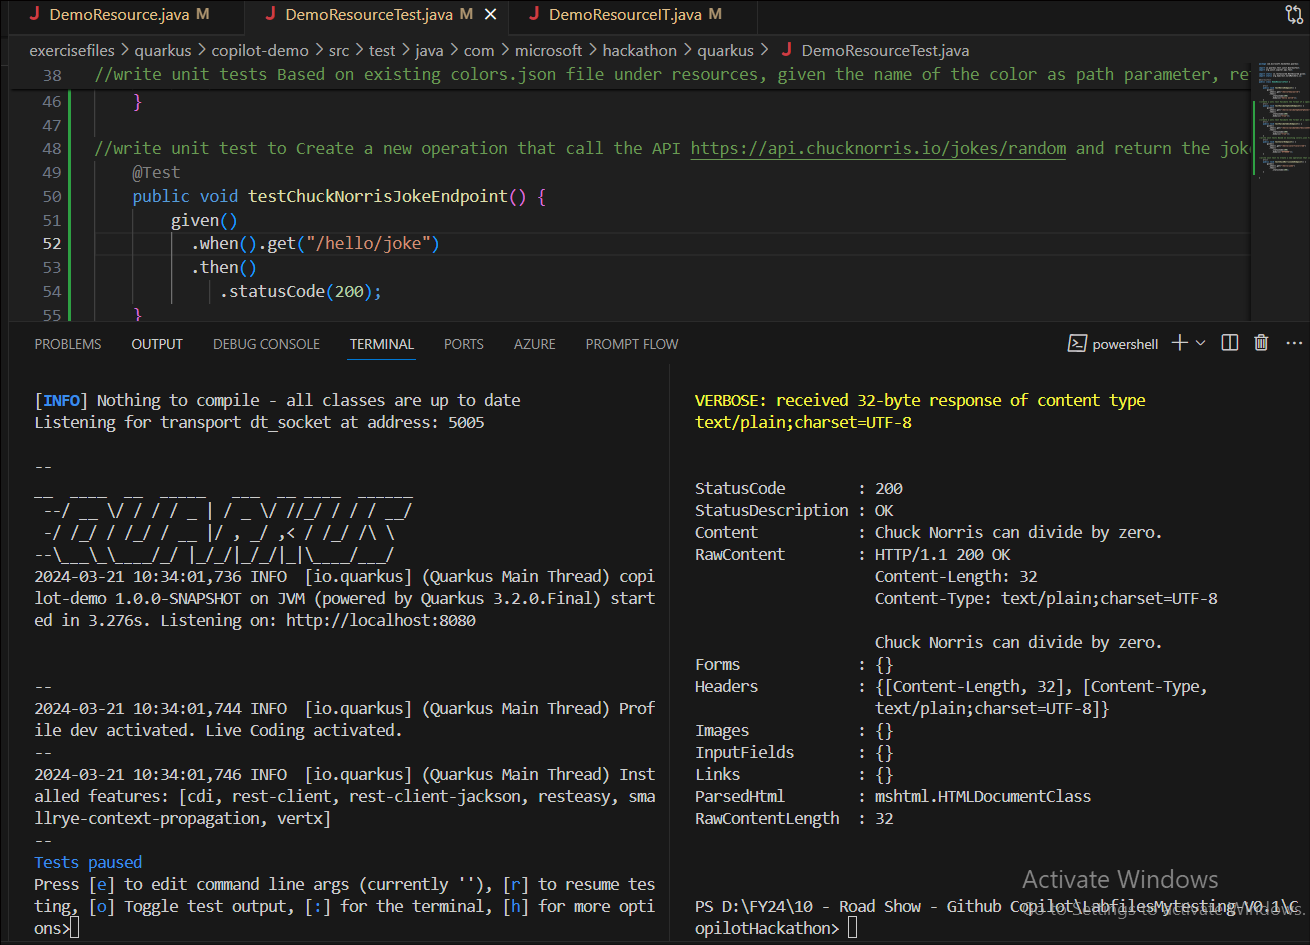 DemoResource.java M
DemoResourceTest.java M
DemoResourceIT.java M
exercisefiles > quarkus > copilot-demo > src > test > java > com > microsoft > hackathon > quarkus > DemoResourceTest.java
38 //write unit tests Based on existing colors.json file under resources, given the name of the color as path parameter, re
46 }
47
48 //write unit test to Create a new operation that call the API https://api.chucknorris.io/jokes/random and return the jok
49 @Test
50 public void testChuckNorrisJokeEndpoint() {
51 given()
52 .when().get("/hello/joke")
53 .then()
54 .statusCode(200);
55 }
PROBLEMS OUTPUT DEBUG CONSOLE TERMINAL PORTS AZURE PROMPT FLOW
powershell
[INFO] Nothing to compile - all classes are up to date
Listening for transport dt_socket at address: 5005
--
__  ____  __  _____   ___  __ ____  ______
 --/ __ \/ / / / _ | / _ \/ //_/ / / / __/
 -/ /_/ / /_/ / __ |/ , _/ ,< / /_/ /\ \
--\___\_\____/_/ |_/_/|_/_/|_|\____/___/
2024-03-21 10:34:01,736 INFO  [io.quarkus] (Quarkus Main Thread) copi
lot-demo 1.0.0-SNAPSHOT on JVM (powered by Quarkus 3.2.0.Final) start
ed in 3.276s. Listening on: http://localhost:8080
--
2024-03-21 10:34:01,744 INFO  [io.quarkus] (Quarkus Main Thread) Prof
ile dev activated. Live Coding activated.
--
2024-03-21 10:34:01,746 INFO  [io.quarkus] (Quarkus Main Thread) Inst
alled features: [cdi, rest-client, rest-client-jackson, resteasy, sma
llrye-context-propagation, vertx]
--
Tests paused
Press [e] to edit command line args (currently ''), [r] to resume tes
ting, [o] Toggle test output, [:] for the terminal, [h] for more opti
ons>
VERBOSE: received 32-byte response of content type
text/plain;charset=UTF-8
StatusCode : 200
StatusDescription : OK
Content : Chuck Norris can divide by zero.
RawContent : HTTP/1.1 200 OK
Content-Length: 32
Content-Type: text/plain;charset=UTF-8
Chuck Norris can divide by zero.
Forms : {}
Headers : {[Content-Length, 32], [Content-Type,
text/plain;charset=UTF-8]}
Images : {}
InputFields : {}
Links : {}
ParsedHtml : mshtml.HTMLDocumentClass
RawContentLength : 32
Activate Windows
Go to Settings to activate Windows.
PS D:\FY24\10 - Road Show - Github Copilot\LabfilesMytesting V0.1\C
opilotHackathon>